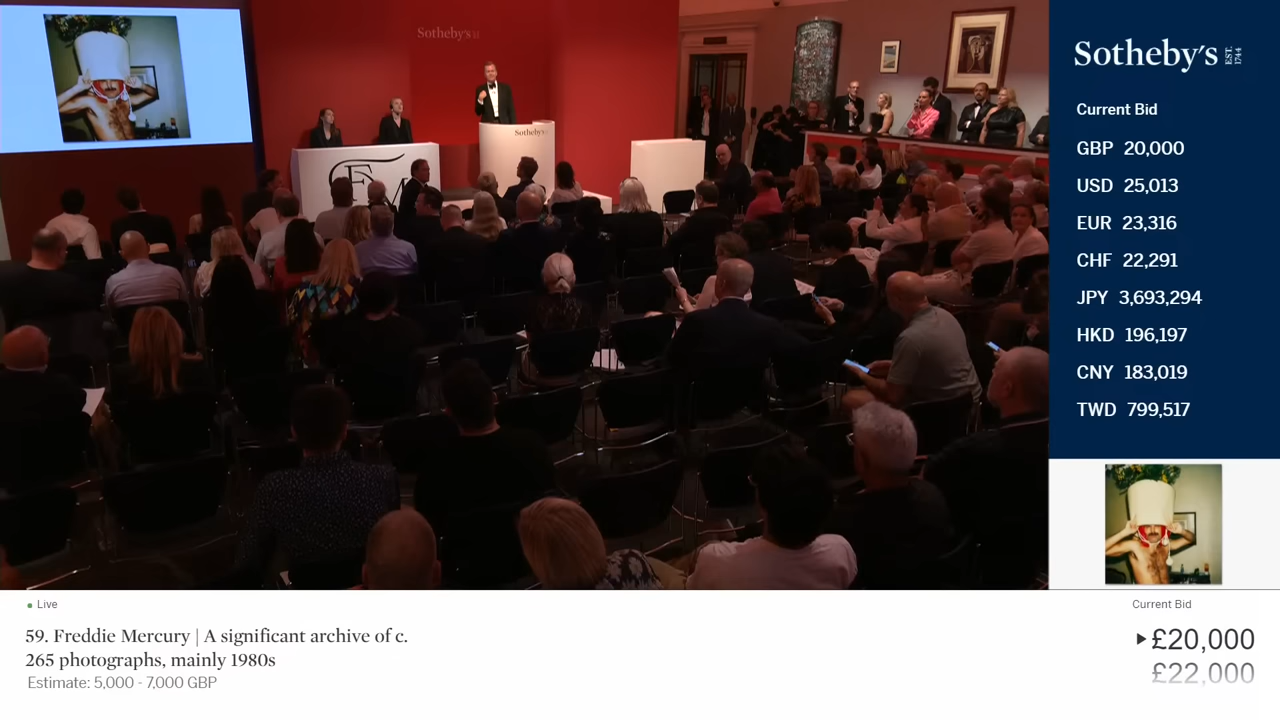 Sotheby's
Sotheby's
F
Sotheby's EST. 1744
Current Bid
GBP 20,000
USD 25,013
EUR 23,316
CHF 22,291
JPY 3,693,294
HKD 196,197
CNY 183,019
TWD 799,517
Live
Current Bid
59. Freddie Mercury | A significant archive of c.
265 photographs, mainly 1980s
Estimate: 5,000 - 7,000 GBP
£20,000
£22,000